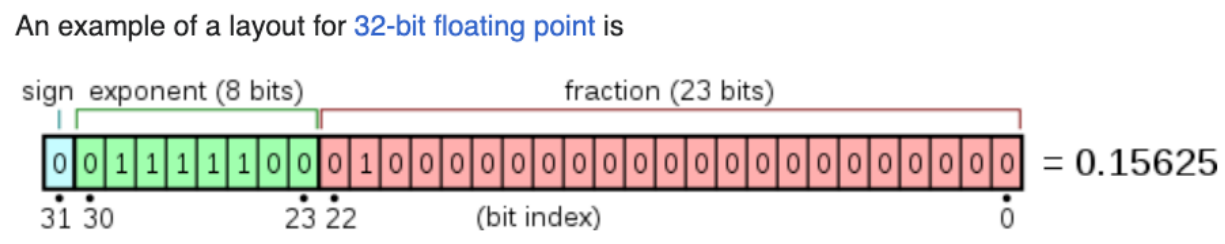 An example of a layout for 32-bit floating point is
sign exponent (8 bits) fraction (23 bits)
0 0 1 1 1 1 1 0 0 0 1 0 0 0 0 0 0 0 0 0 0 0 0 0 0 0 0 0 0 0 0 0 = 0.15625
31 30 23 22 (bit index) 0